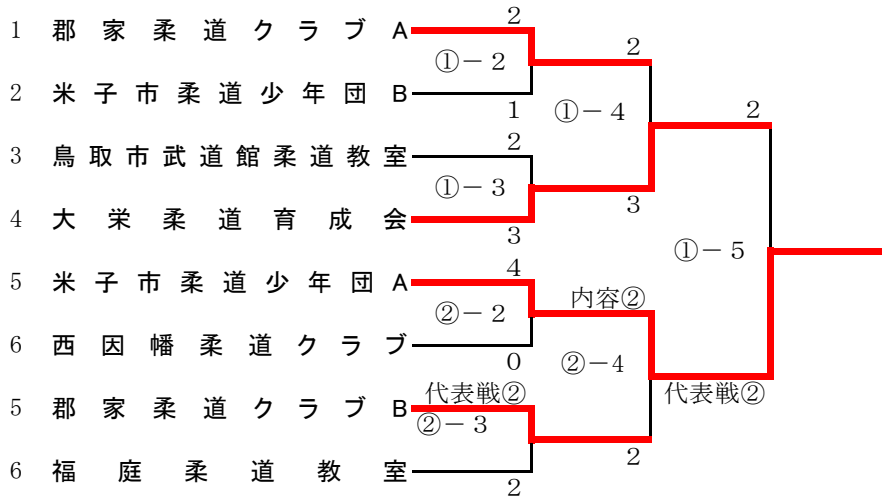 2
1 郡家柔道クラブA
2
①-2
2 米子市柔道少年団B
1
①-4
2
2
3 鳥取市武道館柔道教室
①-3
4 大栄柔道育成会
3
3
①-5
4
5 米子市柔道少年団A
内容②
②-2
6 西因幡柔道クラブ
0
②-4
代表戦②
代表戦②
5 郡家柔道クラブB
②-3
2
6 福庭柔道教室
2